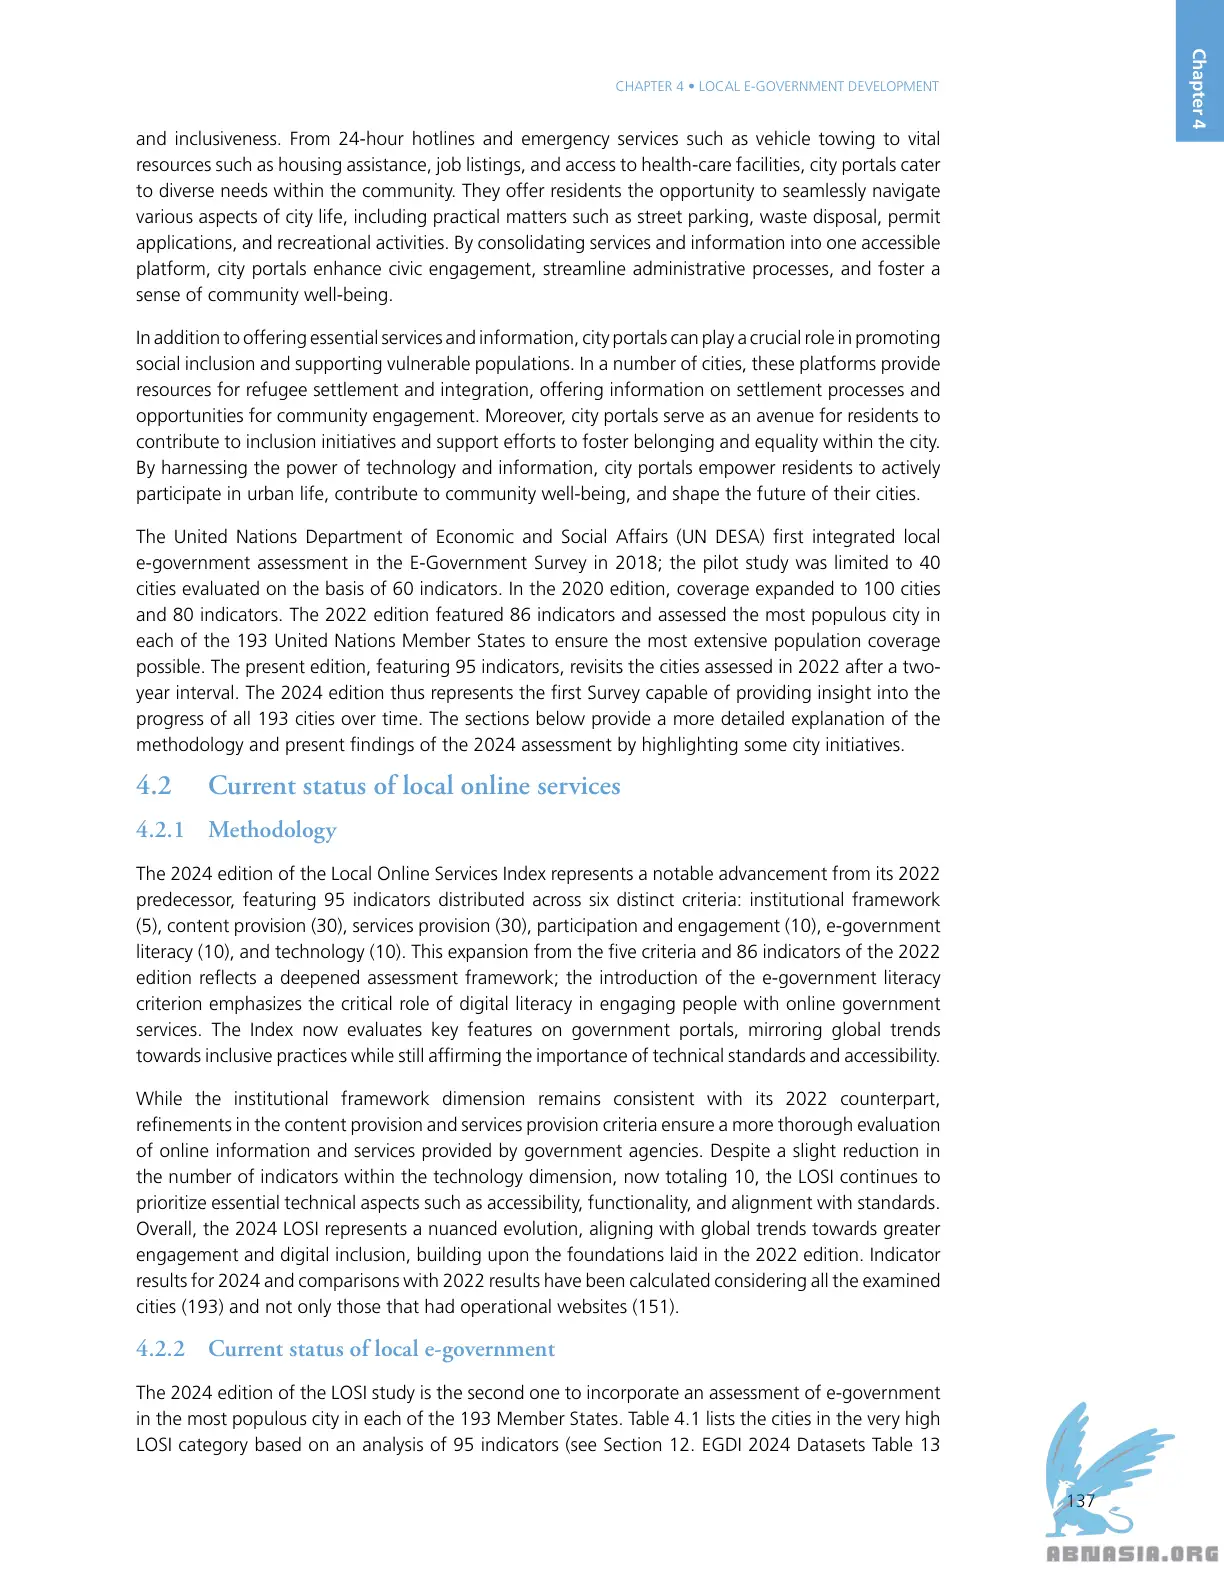 Chapter 4
CHAPTER 4 • LOCAL E-GOVERNMENT DEVELOPMENT
and inclusiveness. From 24-hour hotlines and emergency services such as vehicle towing to vital
resources such as housing assistance, job listings, and access to health-care facilities, city portals cater
to diverse needs within the community. They offer residents the opportunity to seamlessly navigate
various aspects of city life, including practical matters such as street parking, waste disposal, permit
applications, and recreational activities. By consolidating services and information into one accessible
platform, city portals enhance civic engagement, streamline administrative processes, and foster a
sense of community well-being.
In addition to offering essential services and information, city portals can play a crucial role in promoting
social inclusion and supporting vulnerable populations. In a number of cities, these platforms provide
resources for refugee settlement and integration, offering information on settlement processes and
opportunities for community engagement. Moreover, city portals serve as an avenue for residents to
contribute to inclusion initiatives and support efforts to foster belonging and equality within the city.
By harnessing the power of technology and information, city portals empower residents to actively
participate in urban life, contribute to community well-being, and shape the future of their cities.
The United Nations Department of Economic and Social Affairs (UN DESA) first integrated local
e-government assessment in the E-Government Survey in 2018; the pilot study was limited to 40
cities evaluated on the basis of 60 indicators. In the 2020 edition, coverage expanded to 100 cities
and 80 indicators. The 2022 edition featured 86 indicators and assessed the most populous city in
each of the 193 United Nations Member States to ensure the most extensive population coverage
possible. The present edition, featuring 95 indicators, revisits the cities assessed in 2022 after a two-
year interval. The 2024 edition thus represents the first Survey capable of providing insight into the
progress of all 193 cities over time. The sections below provide a more detailed explanation of the
methodology and present findings of the 2024 assessment by highlighting some city initiatives.
4.2 Current status of local online services
4.2.1 Methodology
The 2024 edition of the Local Online Services Index represents a notable advancement from its 2022
predecessor, featuring 95 indicators distributed across six distinct criteria: institutional framework
(5), content provision (30), services provision (30), participation and engagement (10), e-government
literacy (10), and technology (10). This expansion from the five criteria and 86 indicators of the 2022
edition reflects a deepened assessment framework; the introduction of the e-government literacy
criterion emphasizes the critical role of digital literacy in engaging people with online government
services. The Index now evaluates key features on government portals, mirroring global trends
towards inclusive practices while still affirming the importance of technical standards and accessibility.
While the institutional framework dimension remains consistent with its 2022 counterpart,
refinements in the content provision and services provision criteria ensure a more thorough evaluation
of online information and services provided by government agencies. Despite a slight reduction in
the number of indicators within the technology dimension, now totaling 10, the LOSI continues to
prioritize essential technical aspects such as accessibility, functionality, and alignment with standards.
Overall, the 2024 LOSI represents a nuanced evolution, aligning with global trends towards greater
engagement and digital inclusion, building upon the foundations laid in the 2022 edition. Indicator
results for 2024 and comparisons with 2022 results have been calculated considering all the examined
cities (193) and not only those that had operational websites (151).
4.2.2 Current status of local e-government
The 2024 edition of the LOSI study is the second one to incorporate an assessment of e-government
in the most populous city in each of the 193 Member States. Table 4.1 lists the cities in the very high
LOSI category based on an analysis of 95 indicators (see Section 12. EGDI 2024 Datasets Table 13
137
ABNASIA.ORG